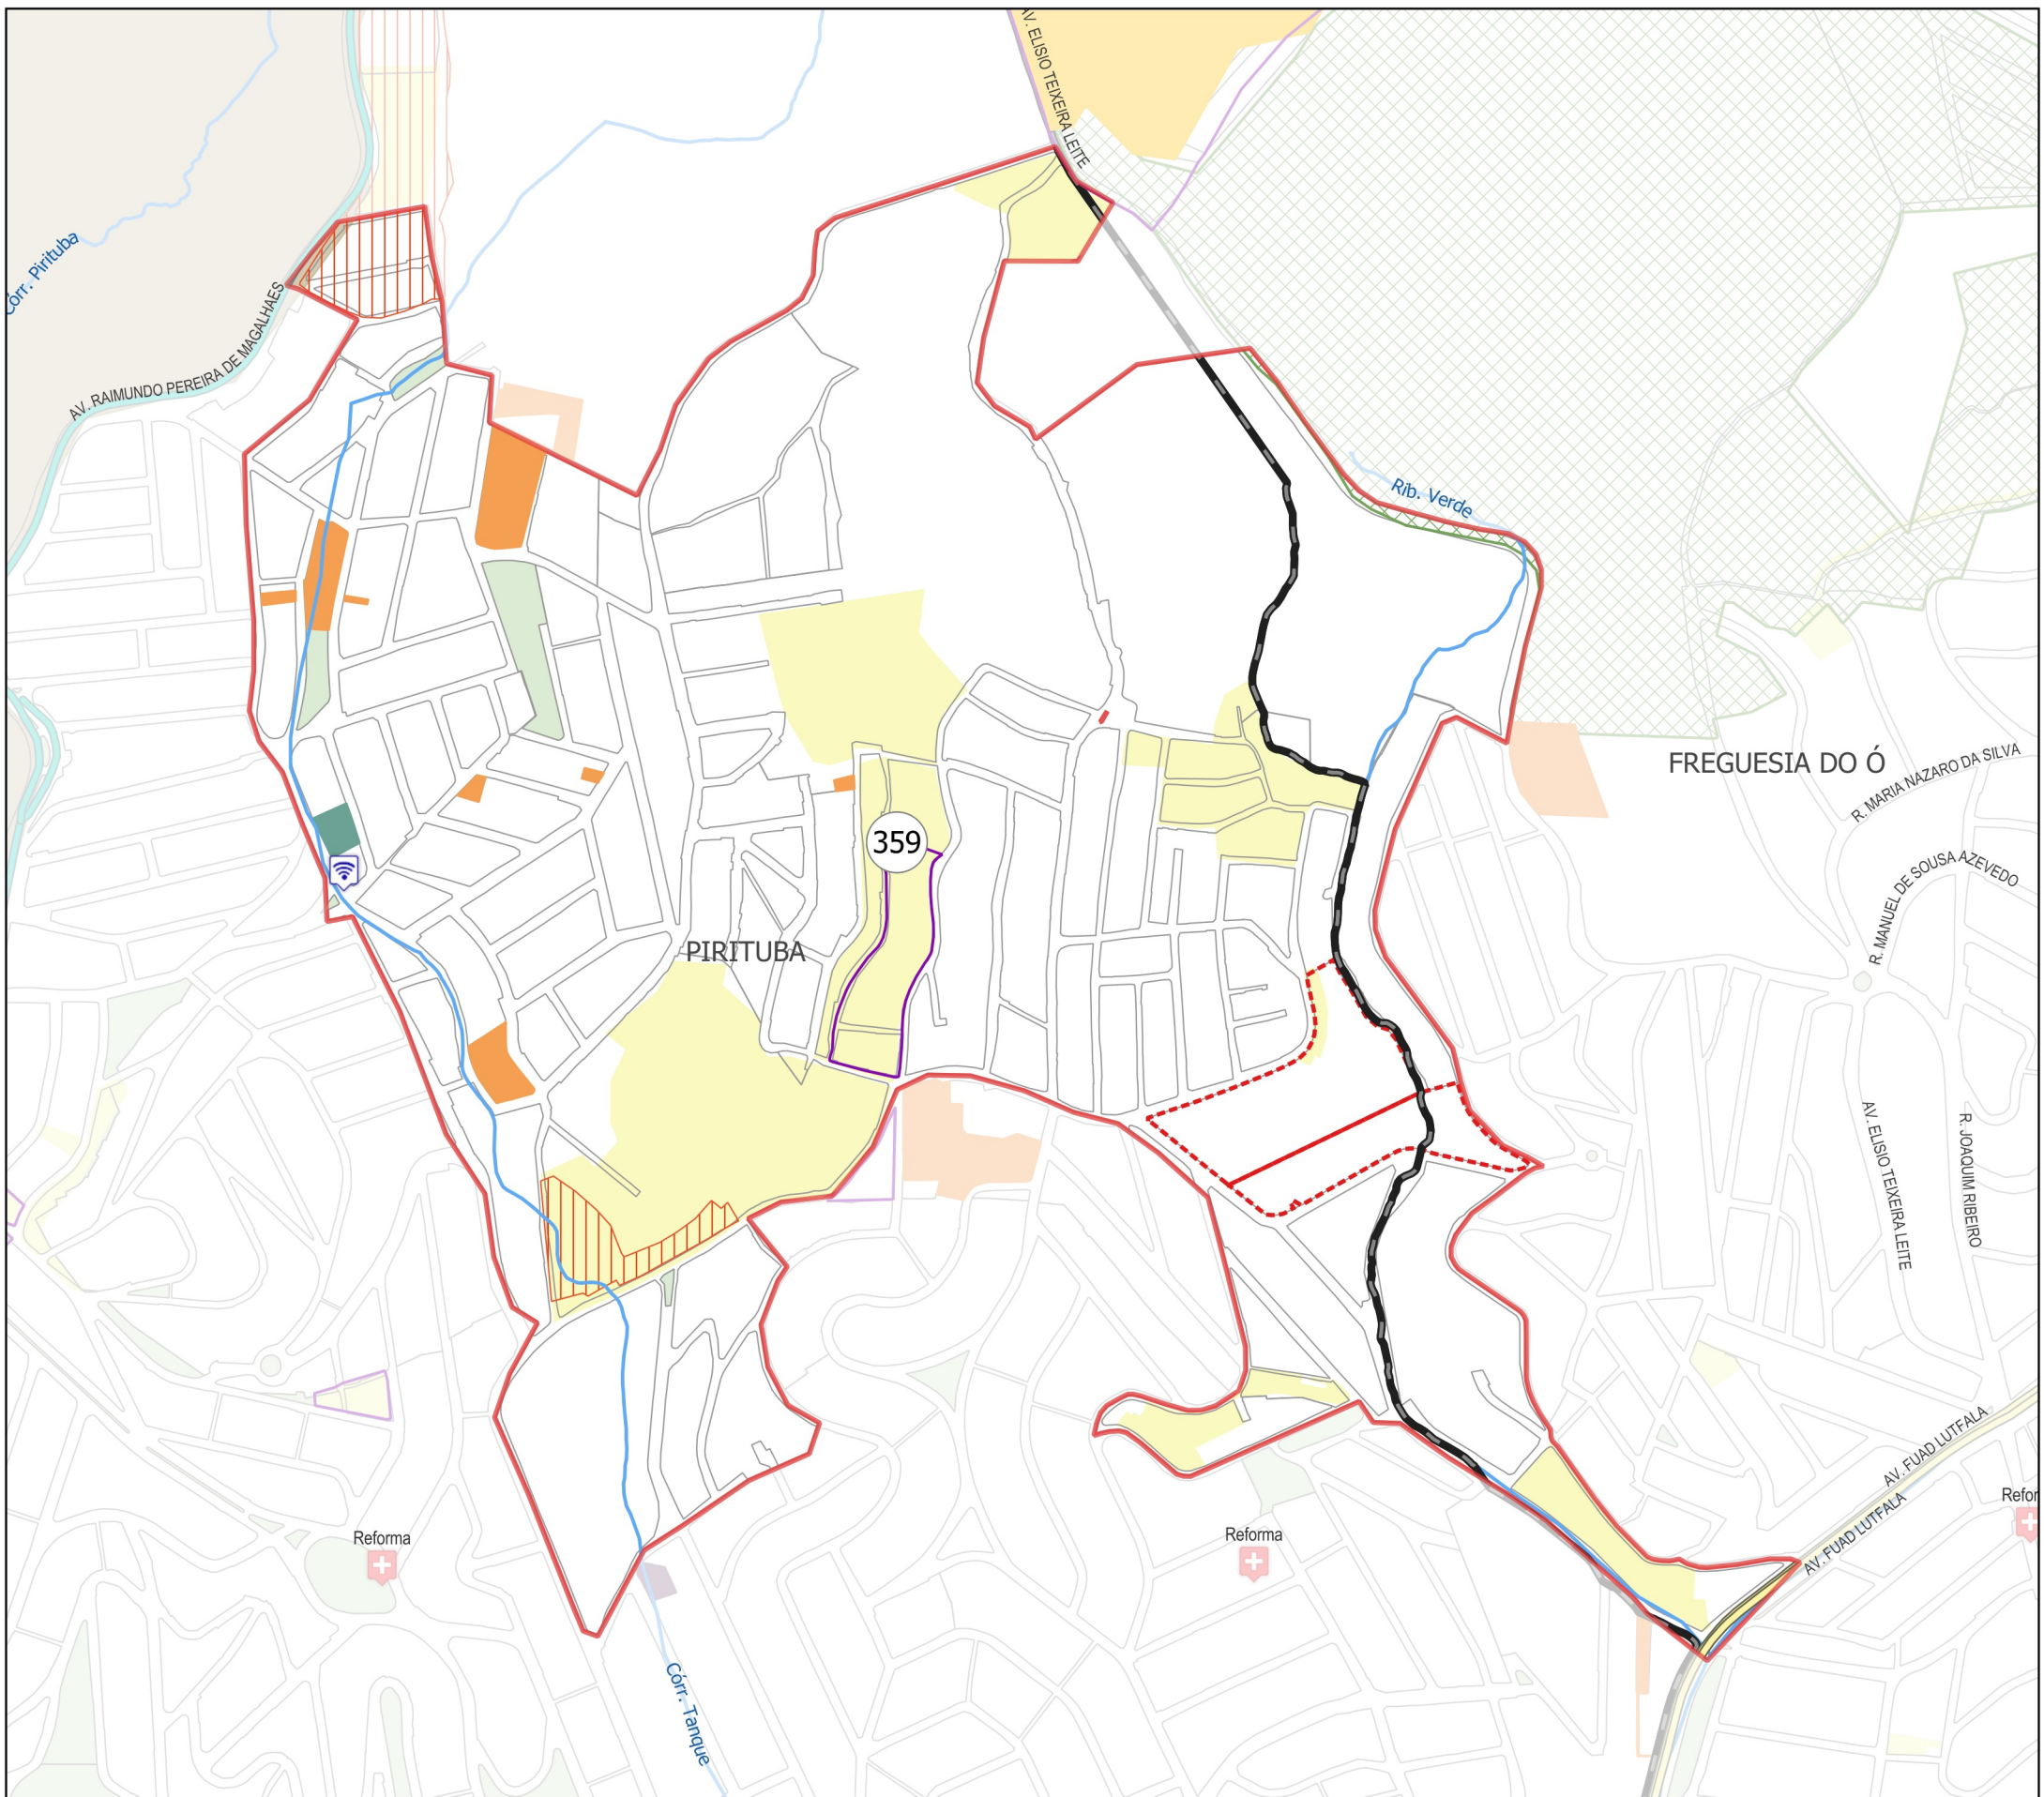 AV. ELISIO TEIXEIRA LEITE
Córr. Pirituba
AV. RAIMUNDO PEREIRA DE MAGALHAES
Rib. Verde
FREGUESIA DO Ó
R. MARIA NAZARO DA SILVA
359
R. MANUEL DE SOUSA AZEVEDO
PIRITUBA
AV. ELISIO TEIXEIRA LEITE
R. JOAQUIM RIBEIRO
AV. FUAD LUTFALA
AV. FUAD LUTFALA
Refor
Reforma
Reforma
Córr. Tanque